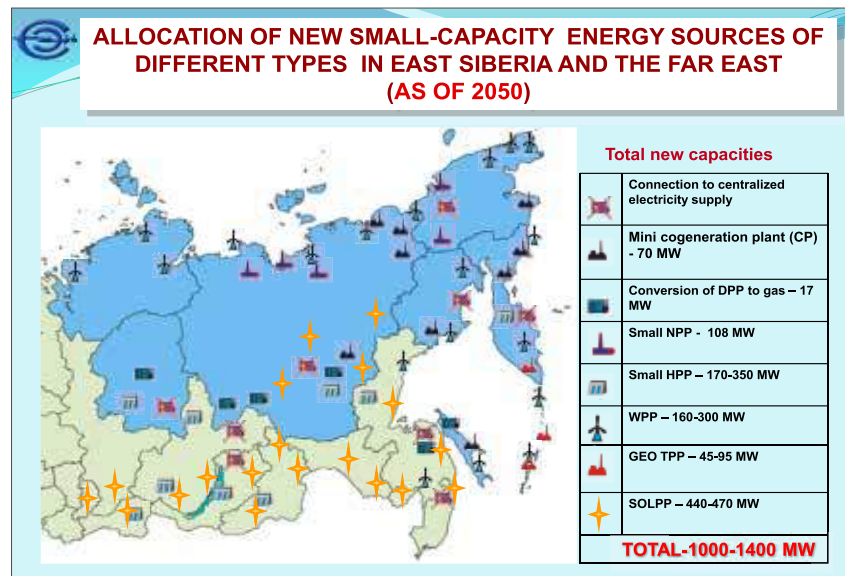 ALLOCATION OF NEW SMALL-CAPACITY ENERGY SOURCES OF
DIFFERENT TYPES IN EAST SIBERIA AND THE FAR EAST
(AS OF 2050)
Total new capacities
Connection to centralized
electricity supply
Mini cogeneration plant (CP)
- 70 MW
Conversion of DPP to gas – 17
MW
Small NPP - 108 MW
Small HPP – 170-350 MW
WPP – 160-300 MW
GEO TPP – 45-95 MW
SOLPP – 440-470 MW
TOTAL-1000-1400 MW